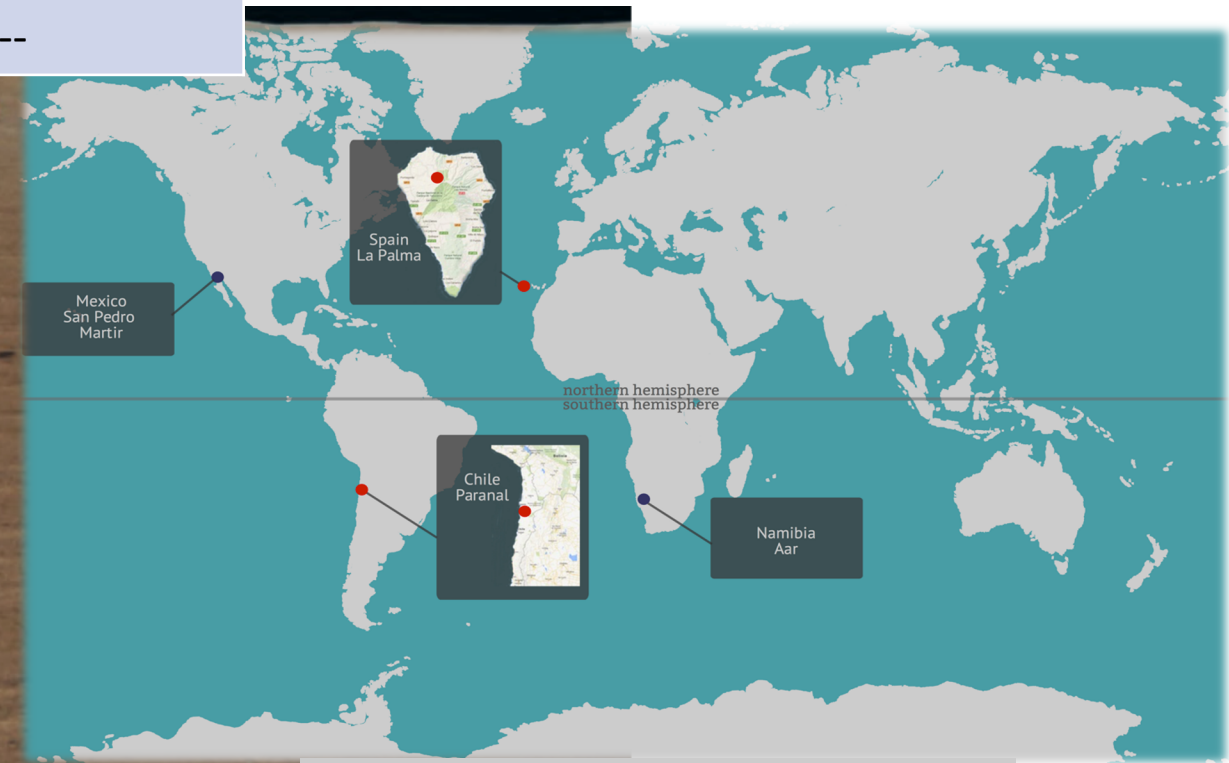 --
Spain
La Palma
Mexico
San Pedro
Martir
northern hemisphere
southern hemisphere
Chile
Paranal
Namibia
Aar